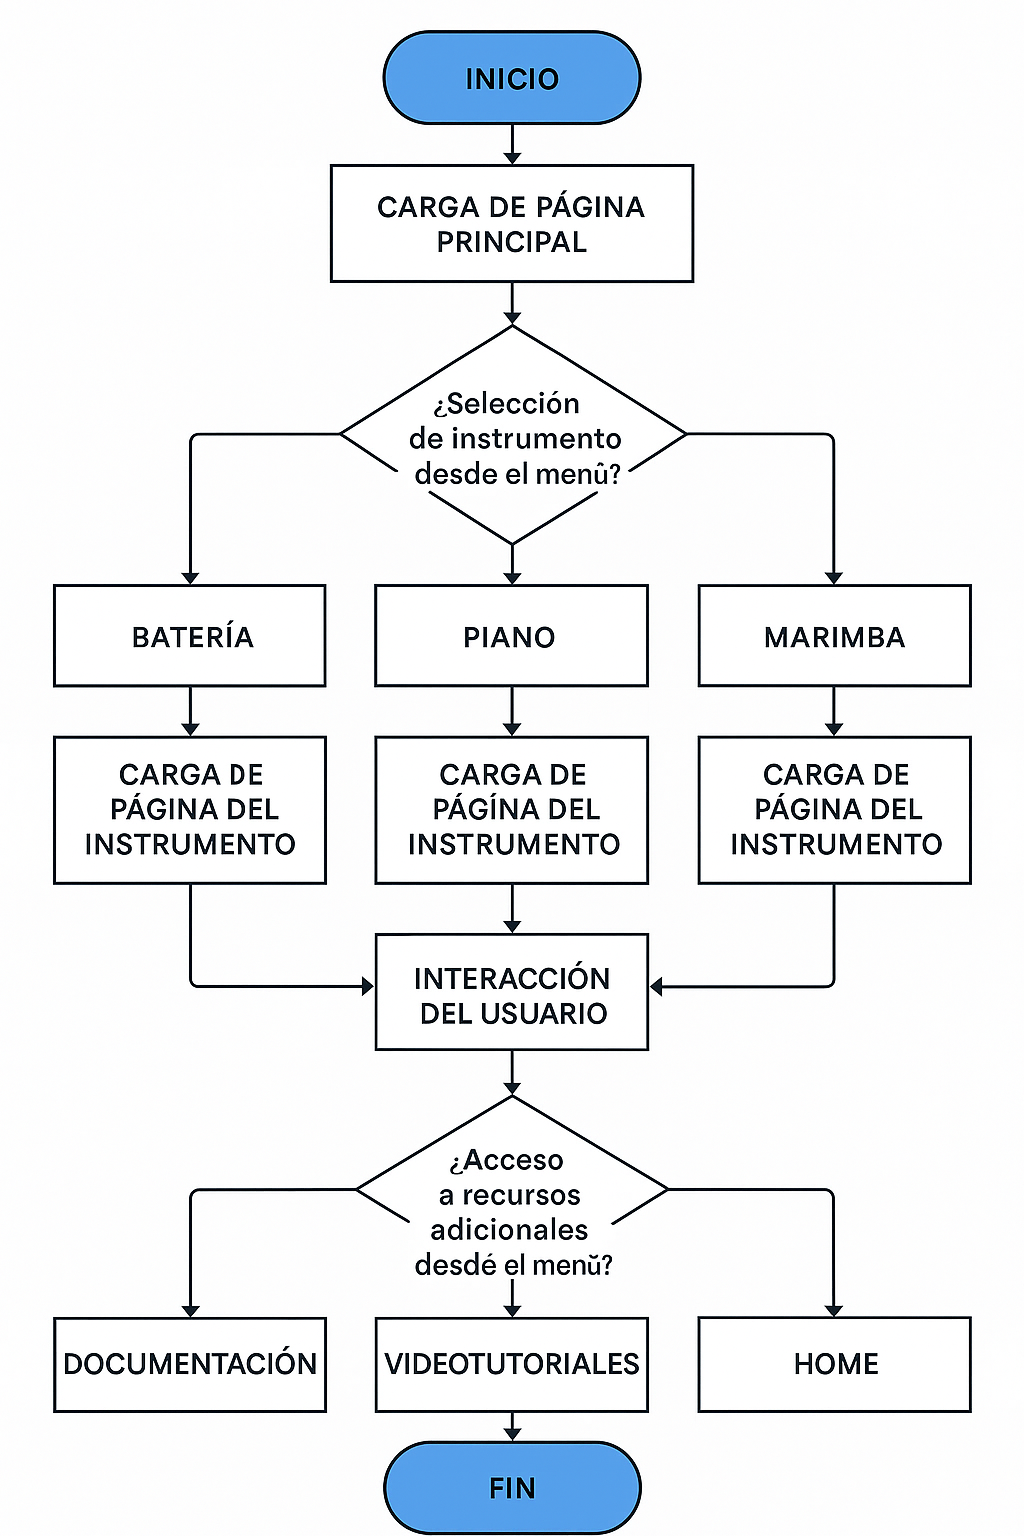 INICIO
CARGA DE PÁGINA
PRINCIPAL
¿Selección
de instrumento
desde el menû?
BATERÍA
PIANO
MARIMBA
CARGA DE
PÁGINA DEL
INSTRUMENTO
CARGA DE
PÁGÍNA DEL
INSTRUMENTO
CARGA DE
PÁGINA DEL
INSTRUMENTO
INTERACCIÓN
DEL USUARIO
¿Acceso
a recursos
adicionales
desdé el menŭ?
DOCUMENTACIÓN
VIDEOTUTORIALES
HOME
FIN